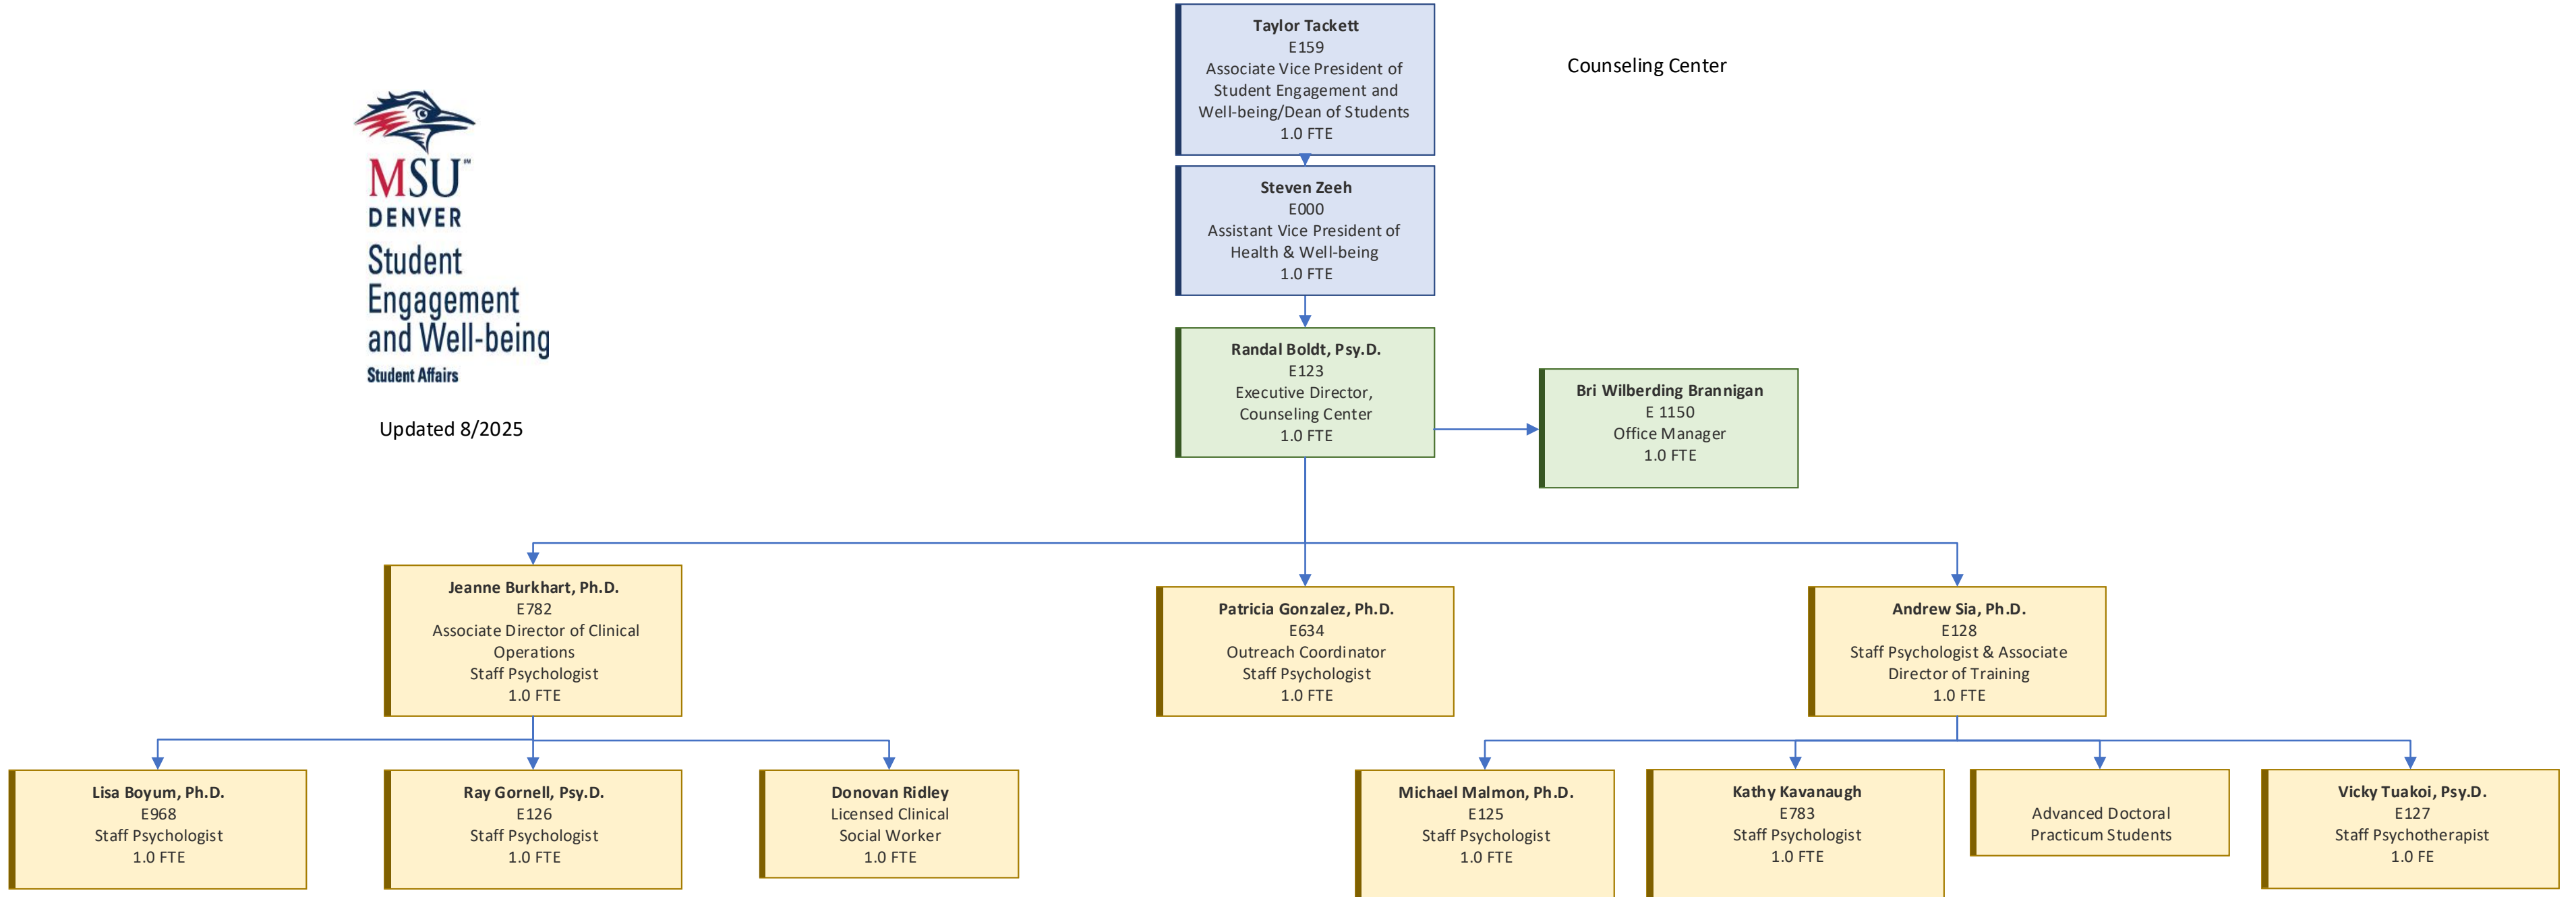 Taylor Tackett
E159
Associate Vice President of
Student Engagement and
Well-being/Dean of Students
1.0 FTE
Counseling Center
MSU℠
DENVER
Student
Engagement
and Well-being
Student Affairs
Updated 8/2025
Steven Zeeh
E000
Assistant Vice President of
Health & Well-being
1.0 FTE
Randal Boldt, Psy.D.
E123
Executive Director,
Counseling Center
1.0 FTE
Bri Wilberding Brannigan
E 1150
Office Manager
1.0 FTE
Jeanne Burkhart, Ph.D.
E782
Associate Director of Clinical
Operations
Staff Psychologist
1.0 FTE
Patricia Gonzalez, Ph.D.
E634
Outreach Coordinator
Staff Psychologist
1.0 FTE
Andrew Sia, Ph.D.
E128
Staff Psychologist & Associate
Director of Training
1.0 FTE
Lisa Boyum, Ph.D.
E968
Staff Psychologist
1.0 FTE
Ray Gornell, Psy.D.
E126
Staff Psychologist
1.0 FTE
Donovan Ridley
Licensed Clinical
Social Worker
1.0 FTE
Michael Malmon, Ph.D.
E125
Staff Psychologist
1.0 FTE
Kathy Kavanaugh
E783
Staff Psychologist
1.0 FTE
Advanced Doctoral
Practicum Students
Vicky Tuakoi, Psy.D.
E127
Staff Psychotherapist
1.0 FE